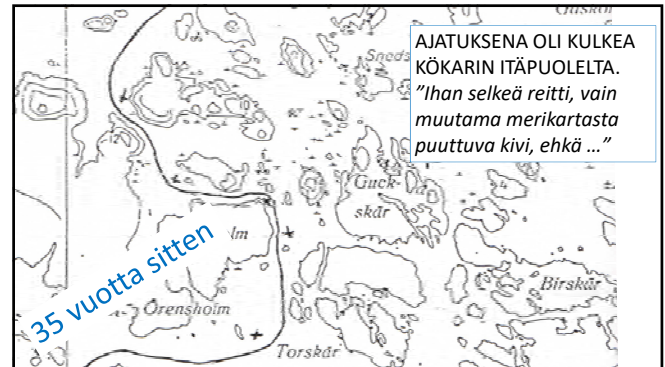 AJATUKSENA OLI KULKEA
KÖKARIN ITÄPUOLELTA.
"Ihan selkeä reitti, vain
muutama merikartasta
puuttuva kivi, ehkä …"
Guck-
skär
lm
35 vuotta sitten
Örensholm
Birskär
Torskär